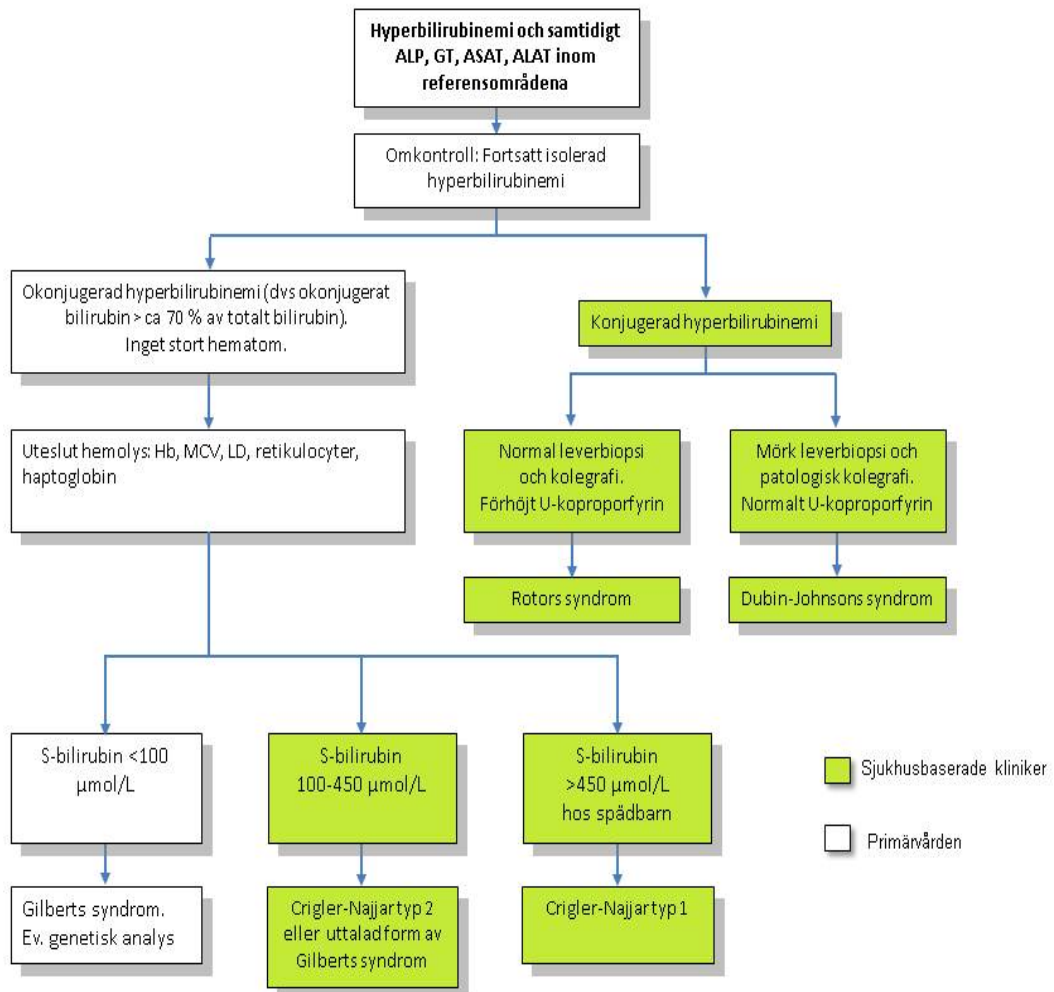 Hyperbilirubinemi och samtidigt
ALP, GT, ASAT, ALAT inom
referensområdena
Omkontroll: Fortsatt isolerad
hyperbilirubinemi
Okonjugerad hyperbilirubinemi (dvs okonjugerat
bilirubin > ca 70 % av totalt bilirubin).
Inget stort hematom.
Konjugerad hyperbilirubinemi
Uteslut hemolys: Hb, MCV, LD, retikulocyter,
haptoglobin
Normal leverbiopsi
och kolegrafi.
Förhöjt U-koproporfyrin
Mörk leverbiopsi och
patologisk kolegrafi.
Normalt U-koproporfyrin
Rotors syndrom
Dubin-Johnsons syndrom
S-bilirubin <100
µmol/L
S-bilirubin
100-450 µmol/L
S-bilirubin
>450 µmol/L
hos spädbarn
Sjukhusbaserade kliniker
Primärvården
Gilberts syndrom.
Ev. genetisk analys
Crigler-Najjar typ 2
eller uttalad form av
Gilberts syndrom
Crigler-Najjar typ 1